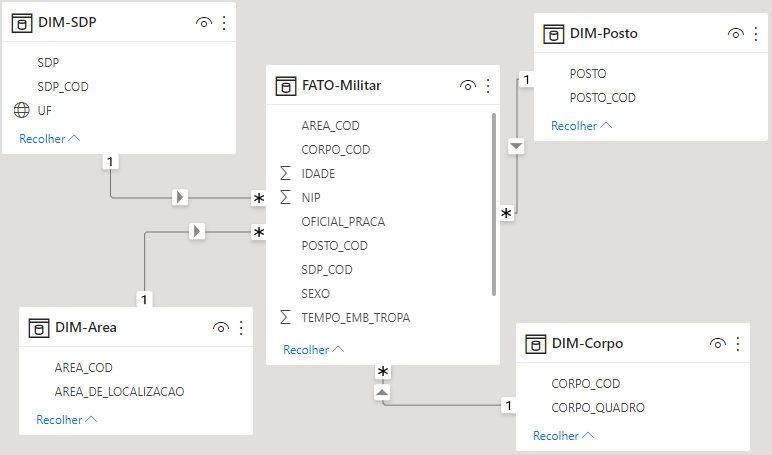 DIM-SDP
SDP
SDP_COD
UF
Recolher
FATO-Militar
AREA_COD
CORPO_COD
IDADE
NIP
OFICIAL_PRACA
POSTO_COD
SDP_COD
SEXO
TEMPO_EMB_TROPA
Recolher
DIM-Posto
POSTO
POSTO_COD
Recolher
1
*
1
*
*
1
DIM-Area
AREA_COD
AREA_DE_LOCALIZACAO
Recolher
*
1
DIM-Corpo
CORPO_COD
CORPO_QUADRO
Recolher